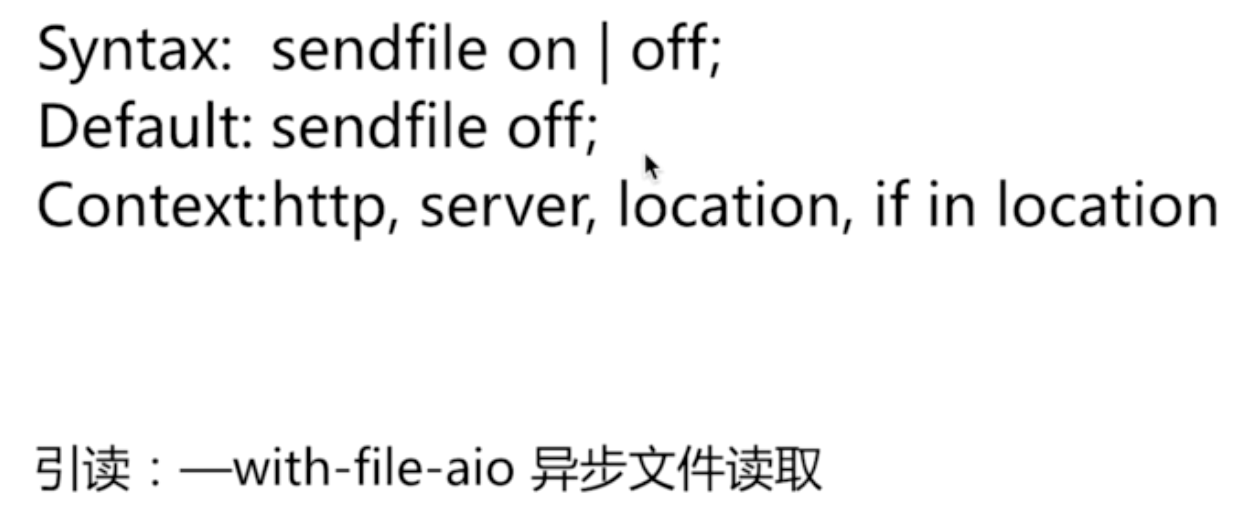 Syntax: sendfile on | off;
Default: sendfile off;
Context:http, server, location, if in location
引读：—with-file-aio 异步文件读取